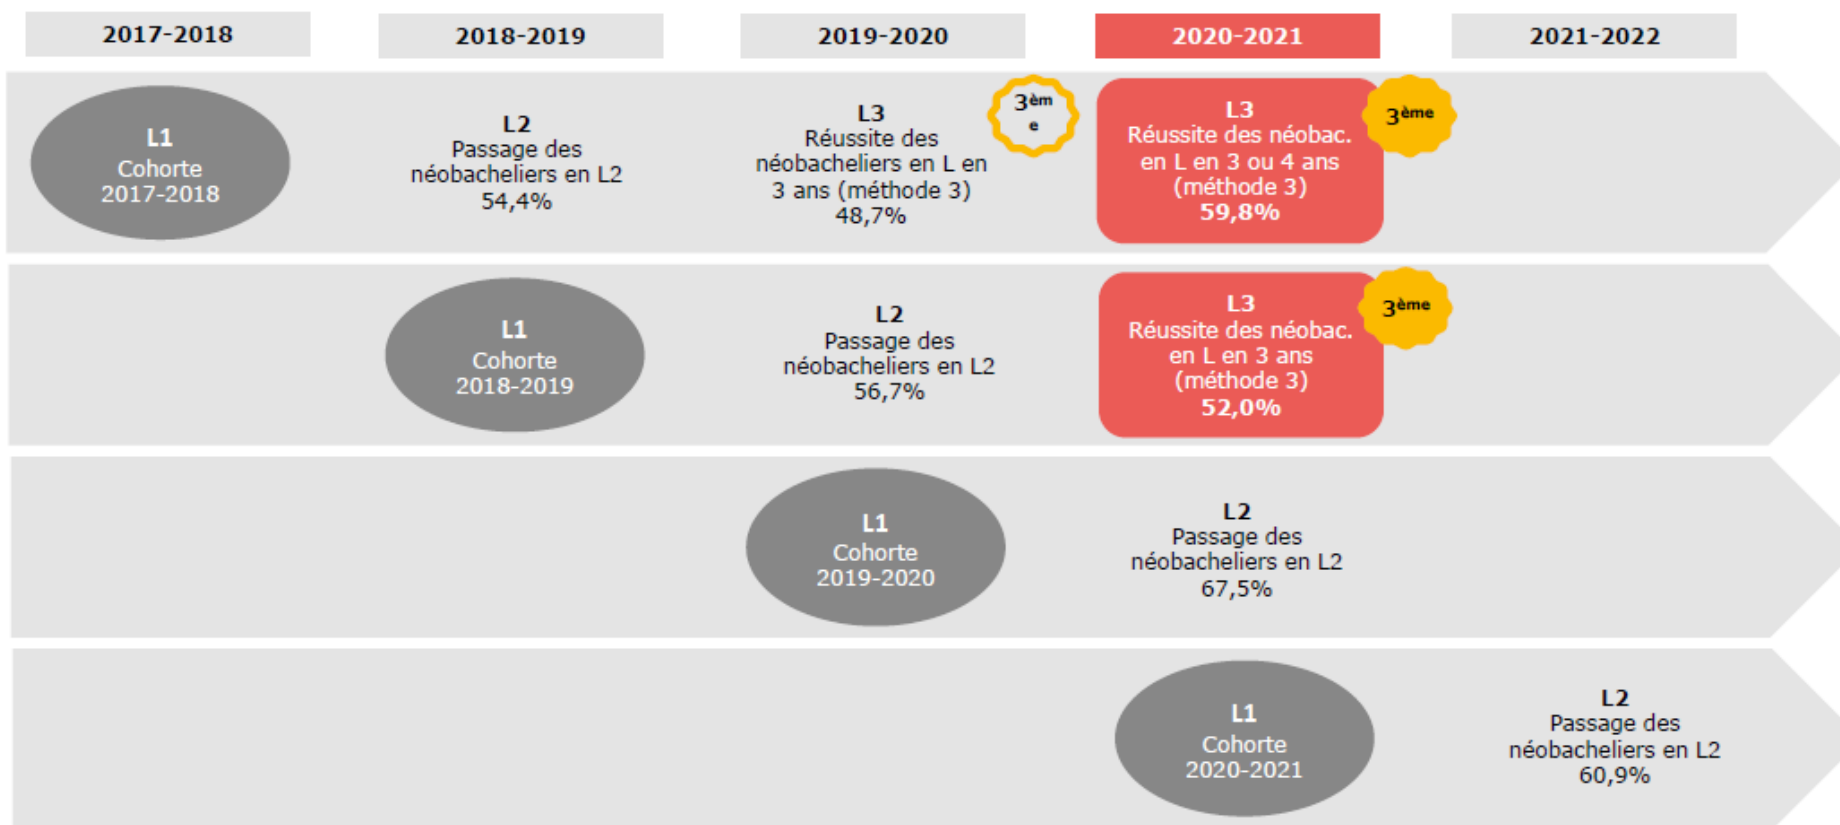 2017-2018
2018-2019
2019-2020
2020-2021
2021-2022
L1
Cohorte
2017-2018
L2
Passage des
néobacheliers en L2
54,4%
L3
Réussite des
néobacheliers en L en
3 ans (méthode 3)
48,7%
3èm
e
L3
Réussite des néobac.
en L en 3 ou 4 ans
(méthode 3)
59,8%
3ème
L1
Cohorte
2018-2019
L2
Passage des
néobacheliers en L2
56,7%
L3
Réussite des néobac.
en L en 3 ans
(méthode 3)
52,0%
3ème
L1
Cohorte
2019-2020
L2
Passage des
néobacheliers en L2
67,5%
L1
Cohorte
2020-2021
L2
Passage des
néobacheliers en L2
60,9%